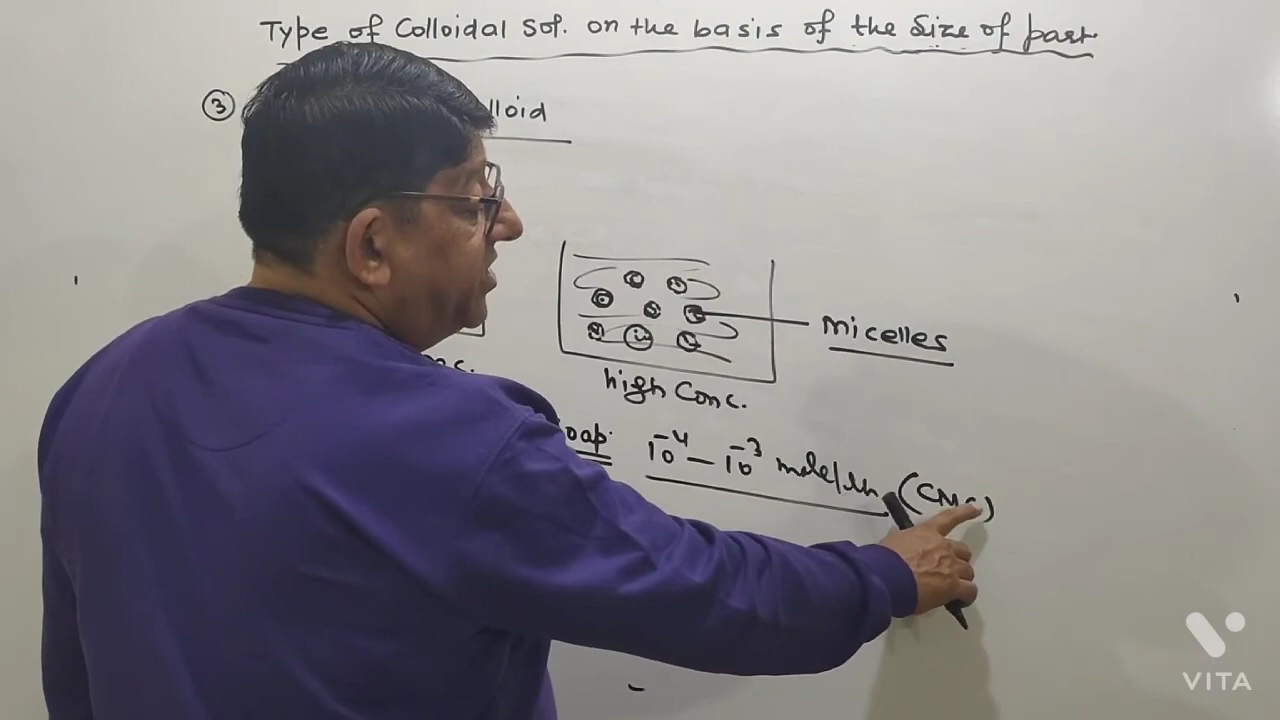 Type of Colloidal Sol. on the basis of the Size of part
③ lloid
Micelles
high Conc.
nc.
oap. 10⁻⁴ – 10⁻³ mole/ (CMC)
VITA